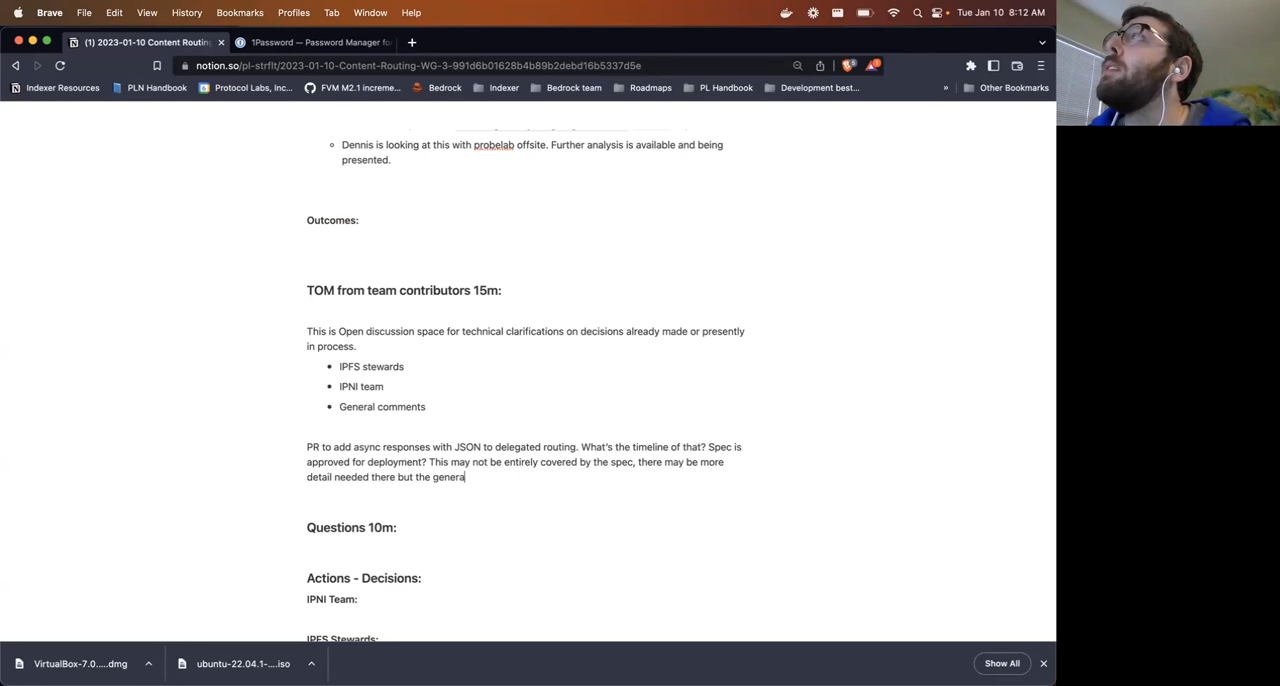 Brave File Edit View History Bookmarks Profiles Tab Window Help Tue Jan 10 8:12 AM
(1) 2023-01-10 Content Routin 1Password — Password Manager for
notion.so/pl-strflt/2023-01-10-Content-Routing-WG-3-991d6b01628b4b89b2debd16b5337d5e
Indexer Resources PLN Handbook Protocol Labs, Inc... FVM M2.1 increme... Bedrock Indexer Bedrock team Roadmaps PL Handbook Development best... » Other Bookmarks
Dennis is looking at this with probelab offsite. Further analysis is available and being
presented.
Outcomes:
TOM from team contributors 15m:
This is Open discussion space for technical clarifications on decisions already made or presently
in process.
IPFS stewards
IPNI team
General comments
PR to add async responses with JSON to delegated routing. What's the timeline of that? Spec is
approved for deployment? This may not be entirely covered by the spec, there may be more
detail needed there but the genera
Questions 10m:
Actions - Decisions:
IPNI Team:
IPFS Stewards:
VirtualBox-7.0.....dmg ubuntu-22.04.1-....iso Show All